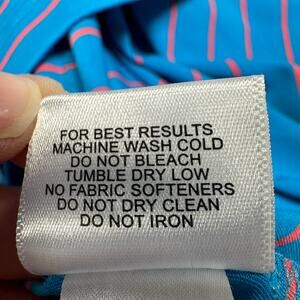 FOR BEST RESULTS
MACHINE WASH COLD
DO NOT BLEACH
TUMBLE DRY LOW
NO FABRIC SOFTENERS
DO NOT DRY CLEAN
DO NOT IRON